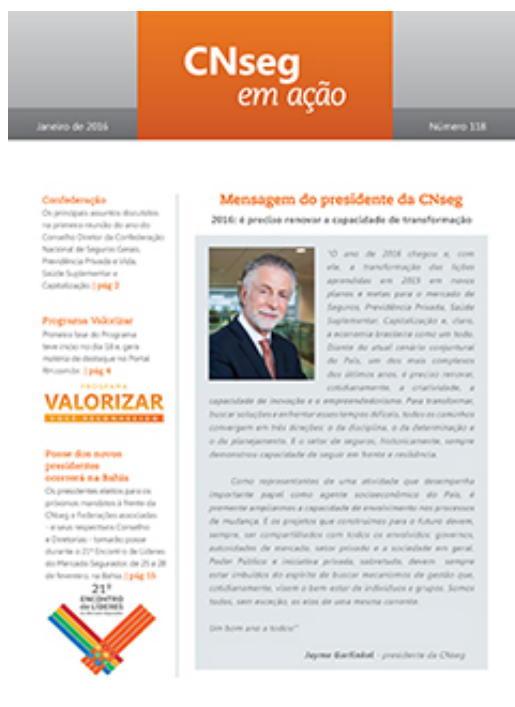 CNseg
em ação
Janeiro de 2016
Número 118
Confederação
Os principais assuntos discutidos
na primeira reunião do ano do
Conselho Diretor da Confederação
Nacional de Seguros Gerais,
Previdência Privada e Vida,
Saúde Suplementar e
Capitalização. | pág 2
Programa Valorizar
Primeira fase do Programa
teve início no dia 18 e, gera
matéria de destaque no Portal
| pág 4
PROGRAMA
VALORIZAR
VOCÊ RECONHECIDO
Posse dos novos
presidentes
ocorrerá na Bahia
Os presidentes eleitos para os
próximos mandatos à frente da
CNseg e Federações associadas
- e seus respectivos Conselho
e Diretorias - tomarão posse
durante o 21º Encontro de Líderes
do Mercado Segurador, de 25 a 28
de fevereiro, na Bahia. | pág 15
21º
ENCONTRO
de LÍDERES
Mensagem do presidente da CNseg
2016: é preciso renovar a capacidade de transformação
"O ano de 2016 chegou e, com
ele, a transformação das lições
aprendidas em 2015 em novos
planos e metas para o mercado de
Seguros, Previdência Privada, Saúde
Suplementar, Capitalização e, claro,
a economia brasileira como um todo.
Diante do atual cenário conjuntural
do País, um dos mais complexos
dos últimos anos, é preciso renovar,
cotidianamente, a criatividade, a
capacidade de inovação e o empreendedorismo. Para transformar,
buscar soluções e enfrentar esses tempos difíceis, todos os caminhos
convergem em três direções: a da disciplina, a da determinação e
a do planejamento. E o setor de seguros, historicamente, sempre
demonstrou capacidade de seguir em frente e resiliência.
Como representantes de uma atividade que desempenha
importante papel como agente socioeconômico do País, é
premente ampliarmos a capacidade de envolvimento nos processos
de mudança. E os projetos que construímos para o futuro devem,
sempre, ser compartilhados com todos os envolvidos: governos,
autoridades de mercado, setor privado e a sociedade em geral.
Poder Público e iniciativa privada, sobretudo, devem sempre
estar imbuídos do espírito de buscar mecanismos de gestão que,
cotidianamente, visem o bem estar de indivíduos e grupos. Somos
todos, sem exceção, os elos de uma mesma corrente.
Um bom ano a todos!"
Jayme Garfinkel - presidente da CNseg